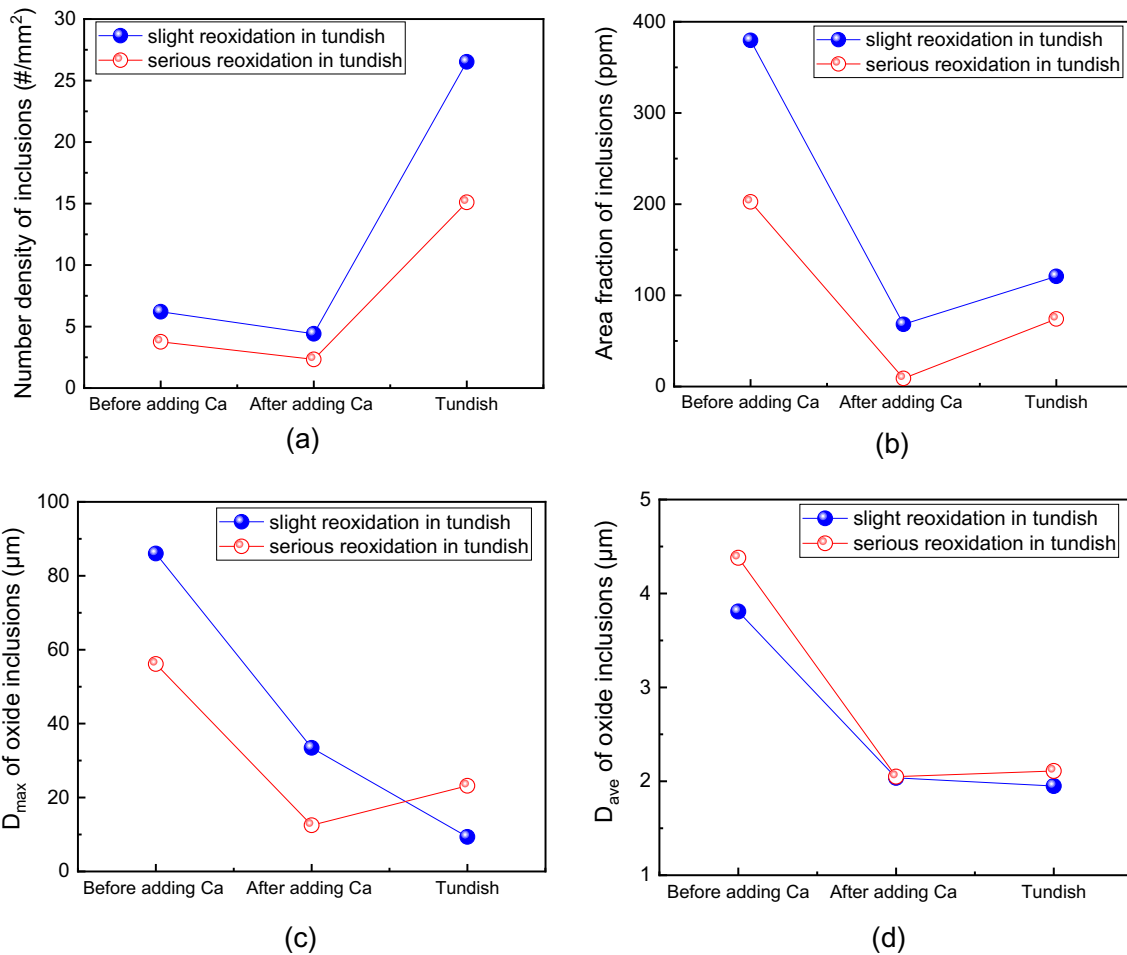 Number density of inclusions (#/mm²)
30
25
20
15
10
5
0
slight reoxidation in tundish
serious reoxidation in tundish
Before adding Ca After adding Ca Tundish
(a)
Area fraction of inclusions (ppm)
400
300
200
100
0
slight reoxidation in tundish
serious reoxidation in tundish
Before adding Ca After adding Ca Tundish
(b)
D_max of oxide inclusions (μm)
100
80
60
40
20
0
slight reoxidation in tundish
serious reoxidation in tundish
Before adding Ca After adding Ca Tundish
(c)
D_ave of oxide inclusions (μm)
5
4
3
2
1
slight reoxidation in tundish
serious reoxidation in tundish
Before adding Ca After adding Ca Tundish
(d)